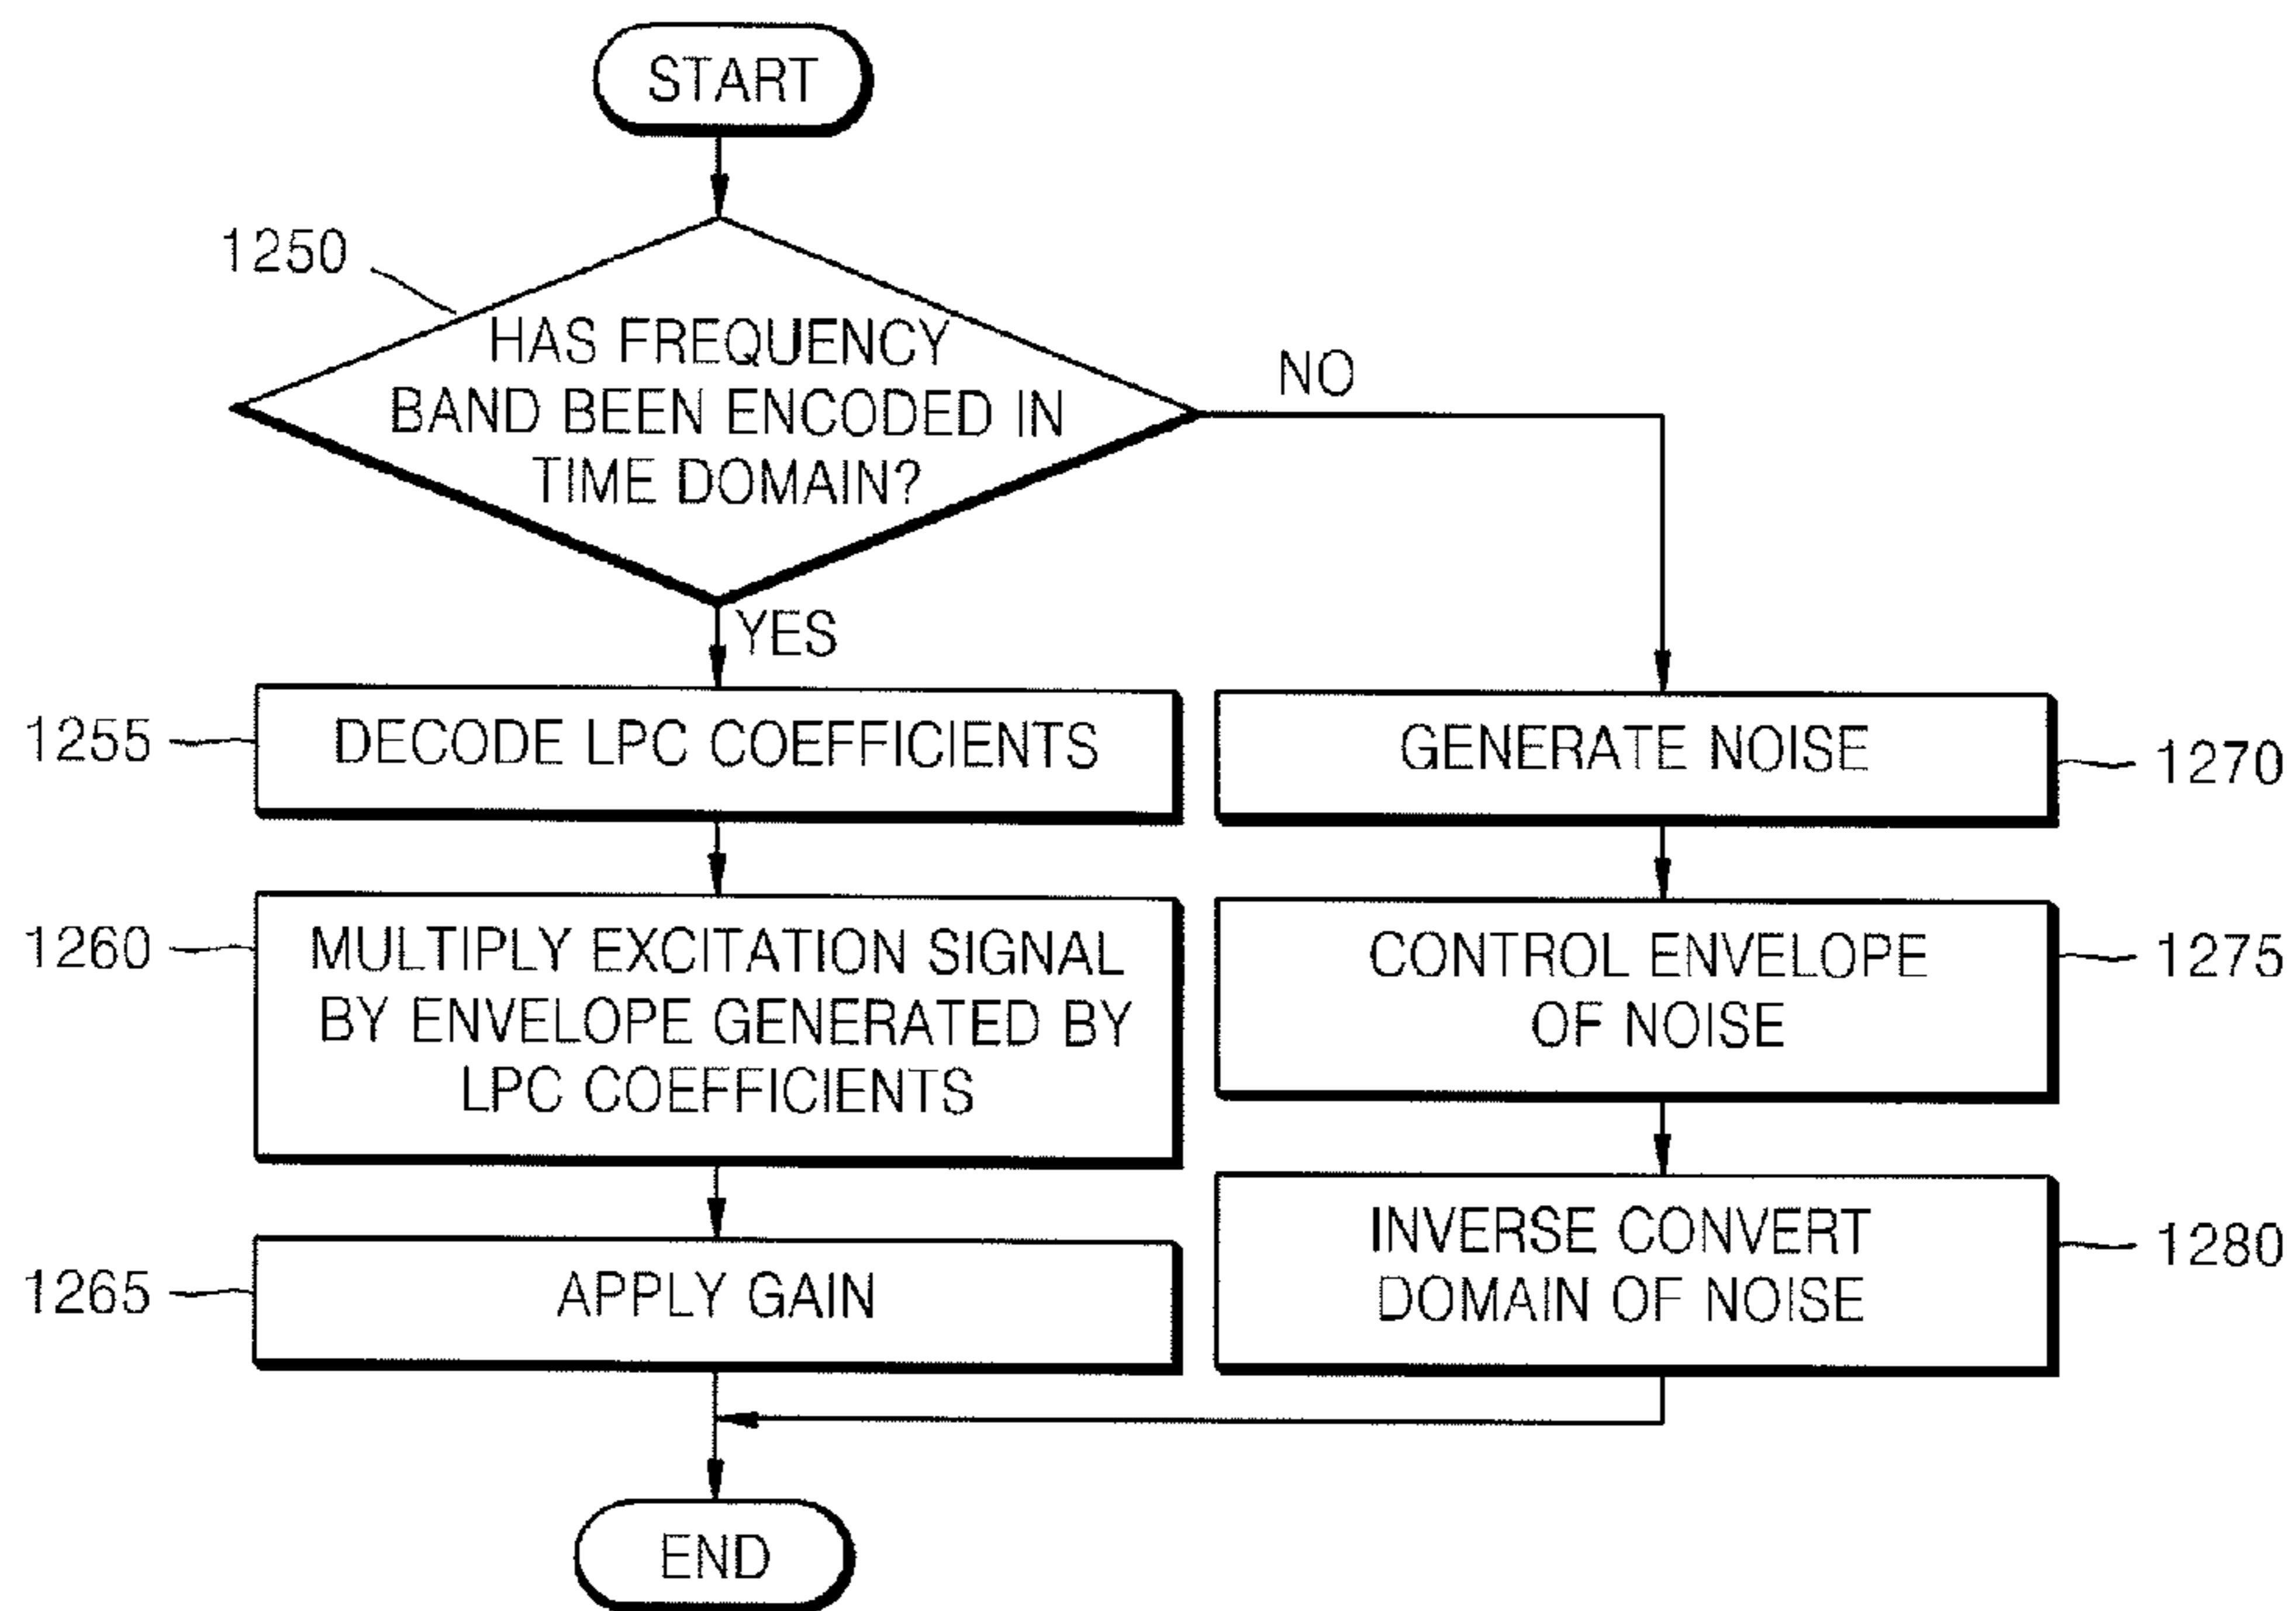 START
1250
HAS FREQUENCY
BAND BEEN ENCODED IN
TIME DOMAIN?
NO
YES
1255
DECODE LPC COEFFICIENTS
GENERATE NOISE
1270
1260
MULTIPLY EXCITATION SIGNAL
BY ENVELOPE GENERATED BY
LPC COEFFICIENTS
CONTROL ENVELOPE
OF NOISE
1275
1265
APPLY GAIN
INVERSE CONVERT
DOMAIN OF NOISE
1280
END